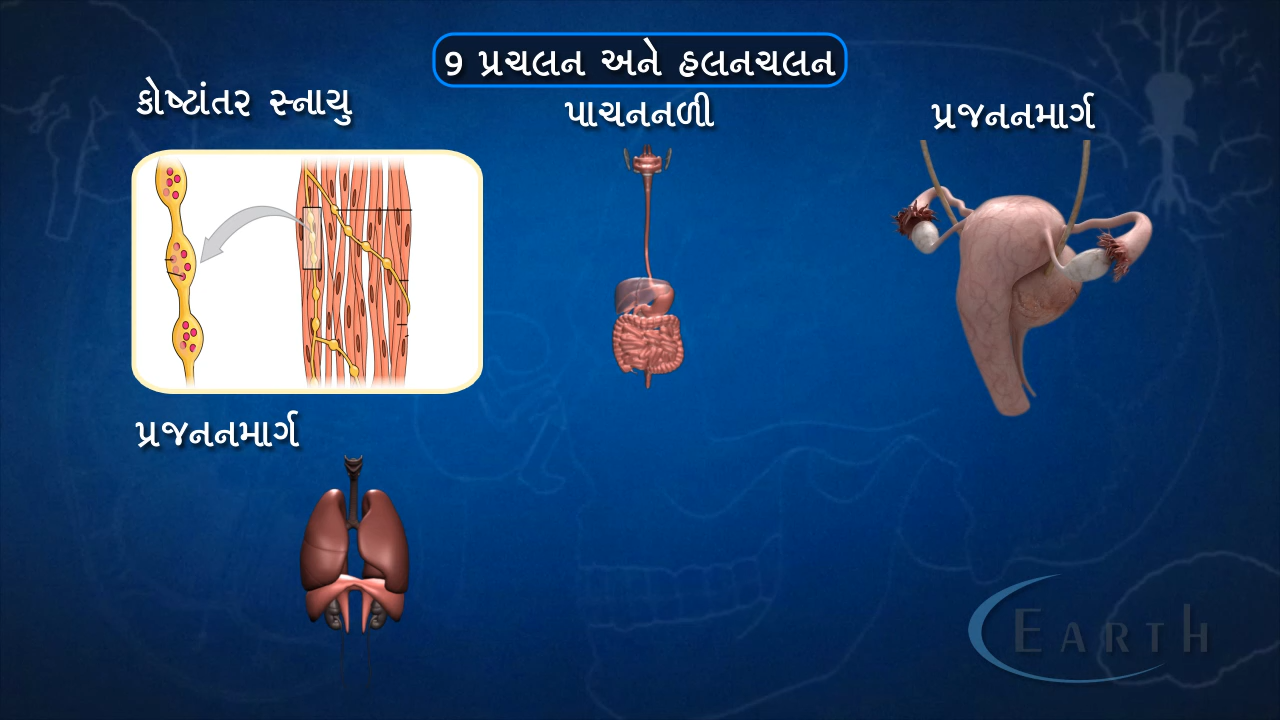 9 પ્રચલન અને હલનચલન
કોષ્ટાંતર સ્નાયુ
પાચનનળી
પ્રજનનમાર્ગ
પ્રજનનમાર્ગ
EARTH